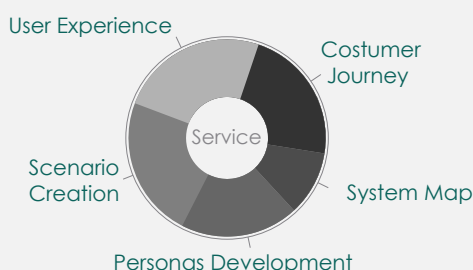 User Experience
Costumer
Journey
Service
Scenario
Creation
System Map
Personas Development